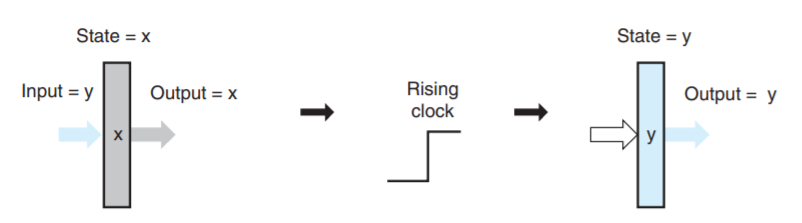 State = x
Input = y
Output = x
x
Rising
clock
State = y
Output = y
y